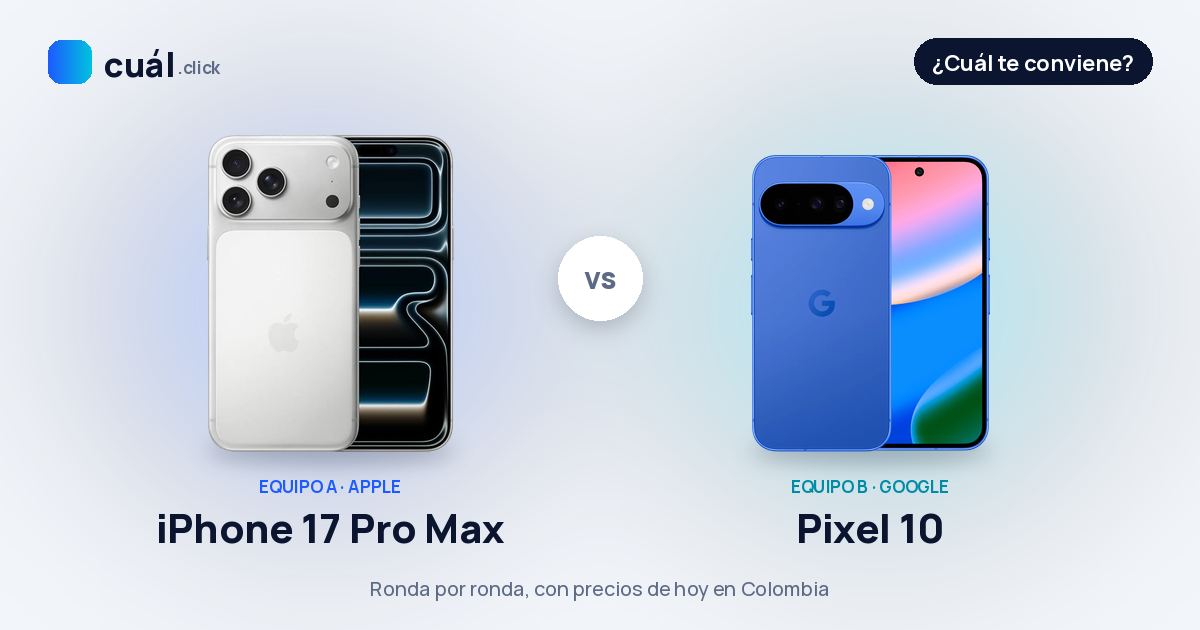 cuál.click
¿Cuál te conviene?
vs
EQUIPO A · APPLE
iPhone 17 Pro Max
EQUIPO B · GOOGLE
Pixel 10
Ronda por ronda, con precios de hoy en Colombia